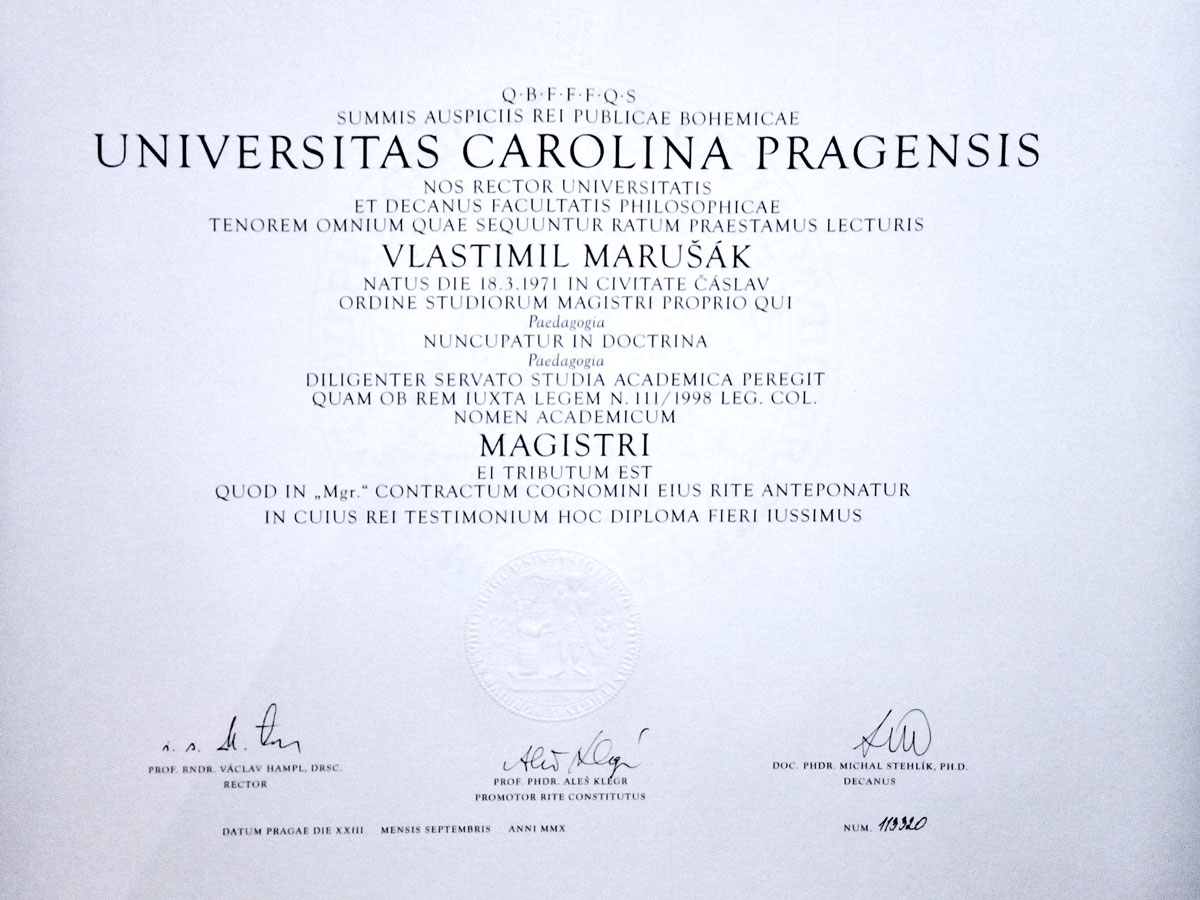 Q·B·F·F·F·Q·S
SUMMIS AUSPICIIS REI PUBLICAE BOHEMICAE
UNIVERSITAS CAROLINA PRAGENSIS
NOS RECTOR UNIVERSITATIS
ET DECANUS FACULTATIS PHILOSOPHICAE
TENOREM OMNIUM QUAE SEQUUNTUR RATUM PRAESTAMUS LECTURIS
VLASTIMIL MARUŠÁK
NATUS DIE 18.3.1971 IN CIVITATE ČÁSLAV
ORDINE STUDIORUM MAGISTRI PROPRIO QUI
Paedagogia
NUNCUPATUR IN DOCTRINA
Paedagogia
DILIGENTER SERVATO STUDIA ACADEMICA PEREGIT
QUAM OB REM IUXTA LEGEM N. 111/1998 LEG. COL.
NOMEN ACADEMICUM
MAGISTRI
EI TRIBUTUM EST
QUOD IN „Mgr.“ CONTRACTUM COGNOMINI EIUS RITE ANTEPONATUR
IN CUIUS REI TESTIMONIUM HOC DIPLOMA FIERI IUSSIMUS
Aleš Klégr
PROF. RNDR. VÁCLAV HAMPL, DRSC.
RECTOR
PROF. PHDR. ALEŠ KLÉGR
PROMOTOR RITE CONSTITUTUS
DOC. PHDR. MICHAL STEHLÍK, PH.D.
DECANUS
DATUM PRAGAE DIE XXIII MENSIS SEPTEMBRIS ANNI MMX
NUM. 113320